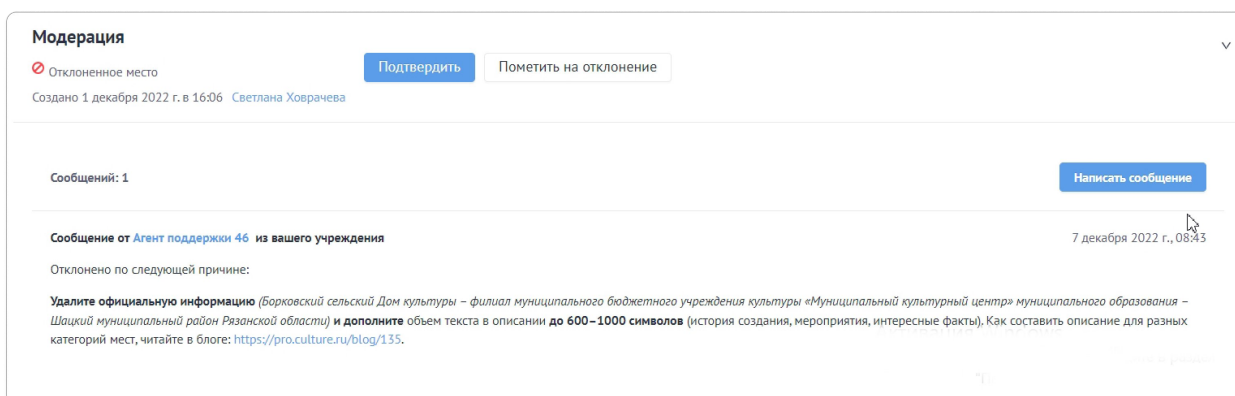 Модерация
Отклоненное место
Подтвердить
Пометить на отклонение
Создано 1 декабря 2022 г. в 16:06 Светлана Ховрачева
Сообщений: 1
Написать сообщение
Сообщение от Агент поддержки 46 из вашего учреждения
7 декабря 2022 г., 08:43
Отклонено по следующей причине:
Удалите официальную информацию (Борковский сельский Дом культуры – филиал муниципального бюджетного учреждения культуры «Муниципальный культурный центр» муниципального образования –
Шацкий муниципальный район Рязанской области) и дополните объем текста в описании до 600–1000 символов (история создания, мероприятия, интересные факты). Как составить описание для разных
категорий мест, читайте в блоге: https://pro.culture.ru/blog/135.